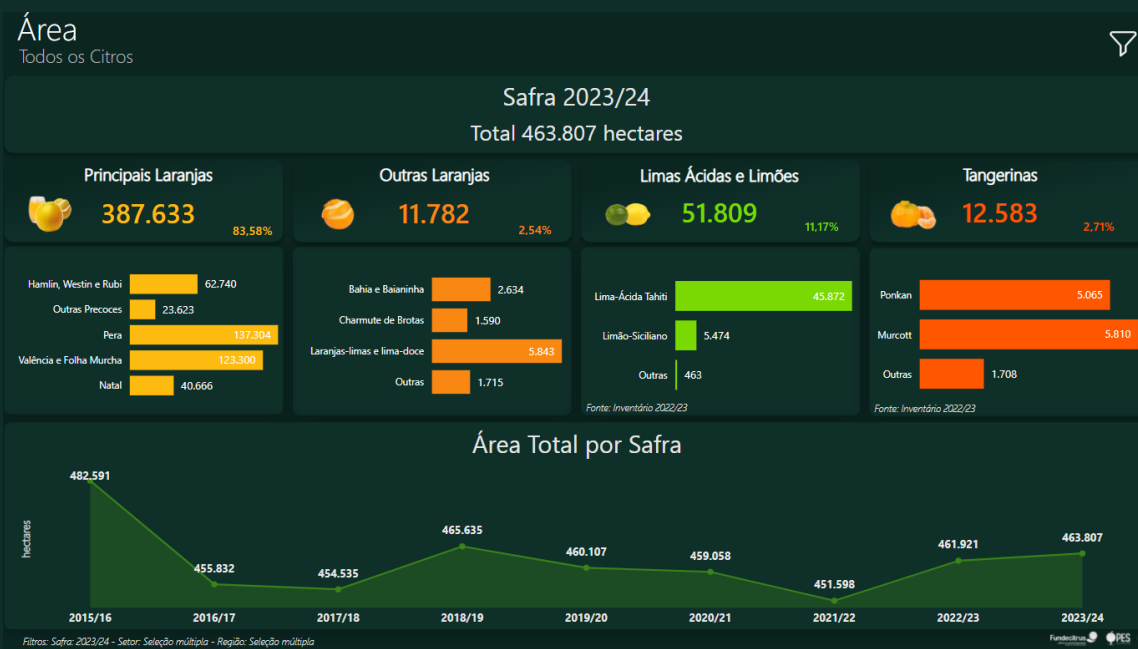 Área
Todos os Citros
Safra 2023/24
Total 463.807 hectares
Principais Laranjas
387.633
83,58%
Outras Laranjas
11.782
2,54%
Limas Ácidas e Limões
51.809
11,17%
Tangerinas
12.583
2,71%
Hamlin, Westin e Rubi 62.740
Outras Precoces 23.623
Pera 137.304
Valência e Folha Murcha 123.300
Natal 40.666
Bahia e Baianinha 2.634
Charmute de Brotas 1.590
Laranjas-limas e lima-doce 5.843
Outras 1.715
Lima-Ácida Tahiti 45.872
Limão-Siciliano 5.474
Outras 463
Fonte: Inventário 2022/23
Ponkan 5.065
Murcott 5.810
Outras 1.708
Fonte: Inventário 2022/23
Área Total por Safra
hectares
482.591
455.832
454.535
465.635
460.107
459.058
451.598
461.921
463.807
2015/16 2016/17 2017/18 2018/19 2019/20 2020/21 2021/22 2022/23 2023/24
Filtros: Safra: 2023/24 - Setor: Seleção múltipla - Região: Seleção múltipla
Fundecitrus
PES